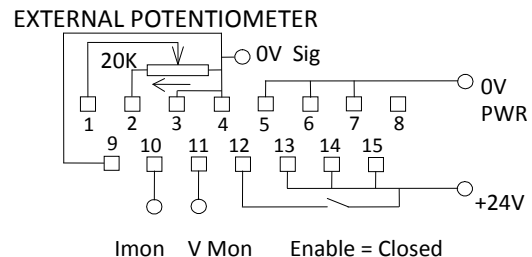 EXTERNAL POTENTIOMETER
20K
0V Sig
0V
PWR
1 2 3 4 5 6 7 8
9 10 11 12 13 14 15
+24V
Imon V Mon Enable = Closed